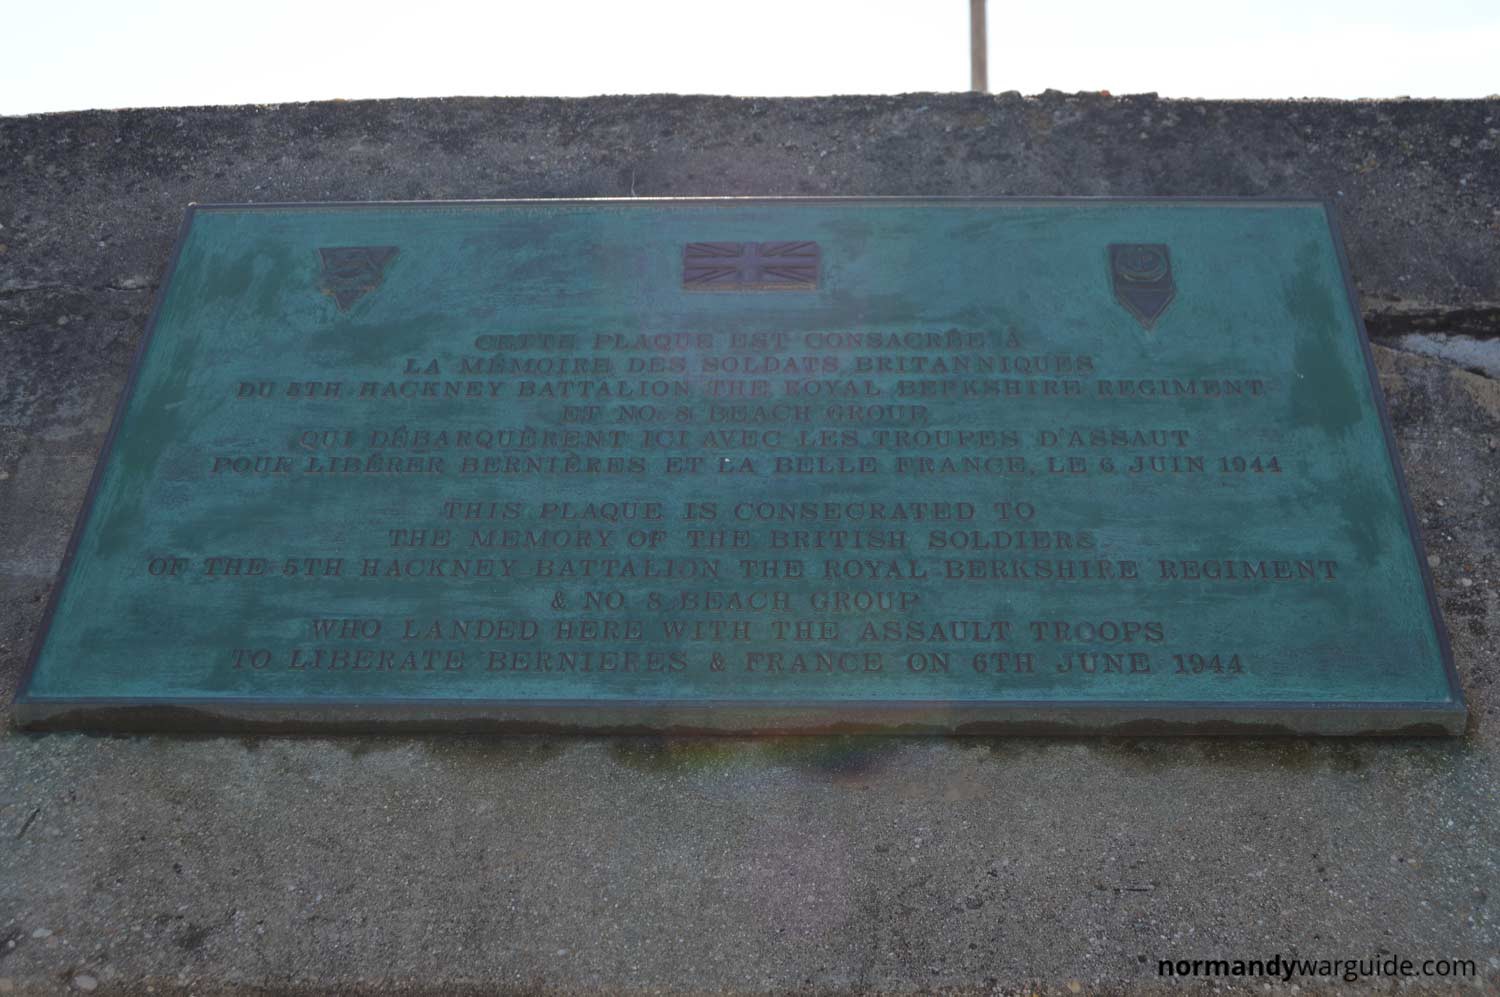 CETTE PLAQUE EST CONSACRÉE À
LA MÉMOIRE DES SOLDATS BRITANNIQUES
DU 5TH HACKNEY BATTALION THE ROYAL BERKSHIRE REGIMENT
ET NO. 8 BEACH GROUP,
QUI DÉBARQUÈRENT ICI AVEC LES TROUPES D'ASSAUT
POUR LIBÉRER BERNIÈRES ET LA BELLE FRANCE, LE 6 JUIN 1944
THIS PLAQUE IS CONSECRATED TO
THE MEMORY OF THE BRITISH SOLDIERS
OF THE 5TH HACKNEY BATTALION THE ROYAL BERKSHIRE REGIMENT
& NO. 8 BEACH GROUP
WHO LANDED HERE WITH THE ASSAULT TROOPS
TO LIBERATE BERNIERES & FRANCE ON 6TH JUNE 1944
normandywarguide.com